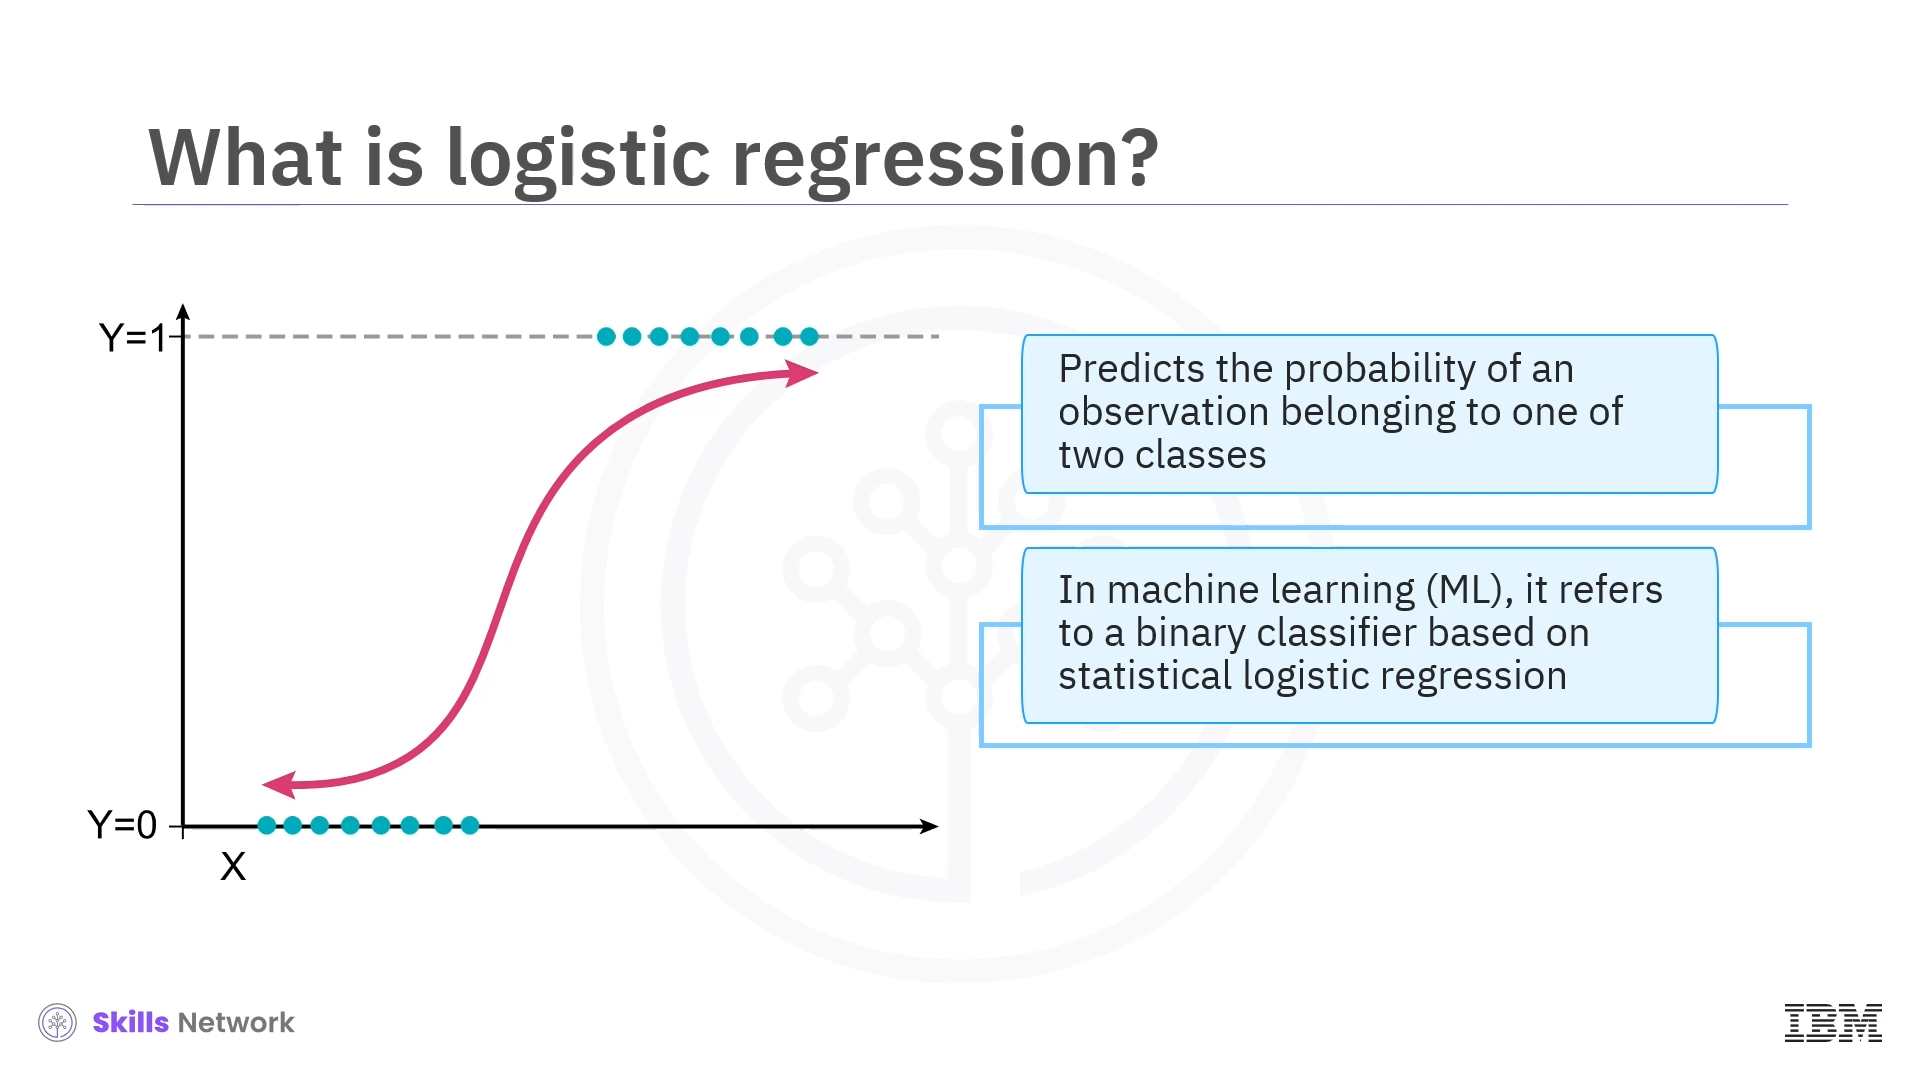 What is logistic regression?
Y=1
Y=0
X
Predicts the probability of an
observation belonging to one of
two classes
In machine learning (ML), it refers
to a binary classifier based on
statistical logistic regression
Skills Network
IBM